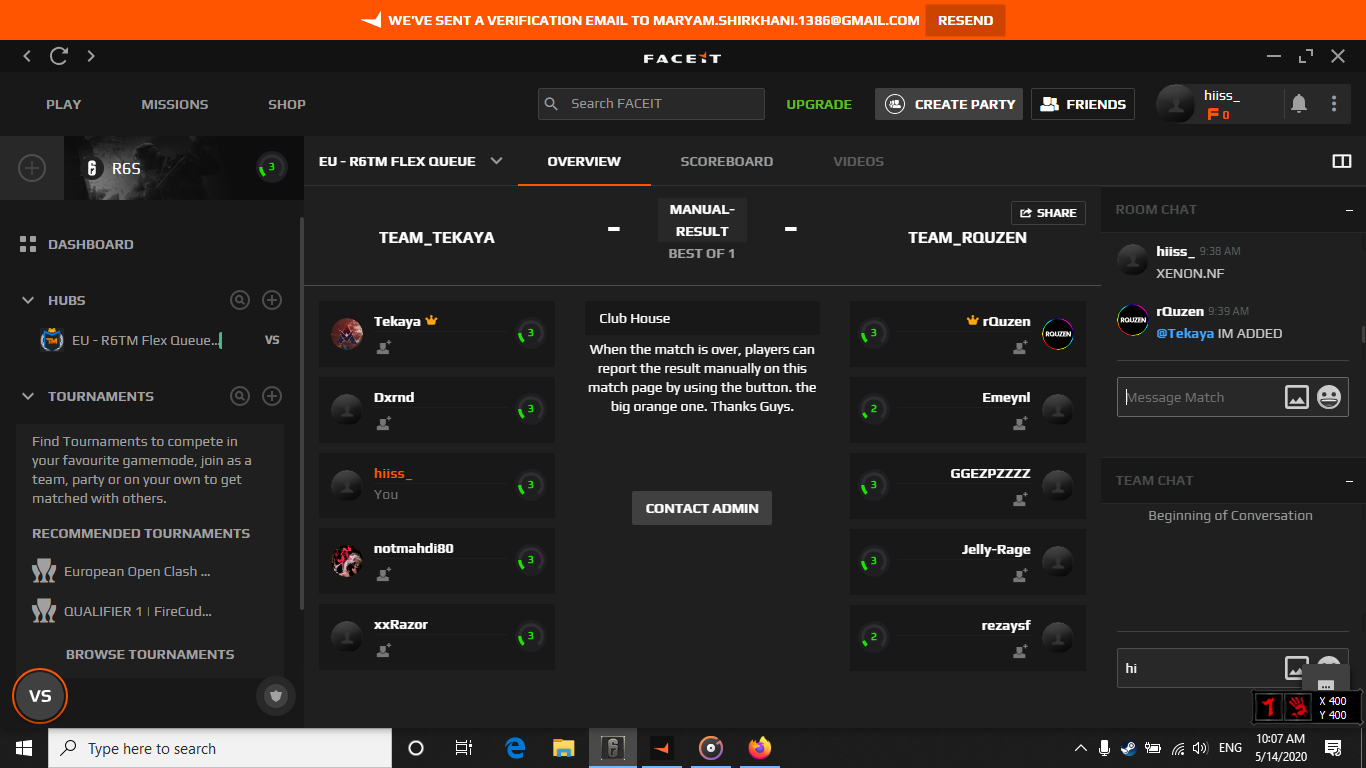 WE'VE SENT A VERIFICATION EMAIL TO MARYAM.SHIRKHANI.1386@GMAIL.COM RESEND
FACEIT
PLAY MISSIONS SHOP
Search FACEIT
UPGRADE
CREATE PARTY
FRIENDS
hiiss_
0
R6S
3
DASHBOARD
HUBS
EU - R6TM Flex Queue... VS
TOURNAMENTS
Find Tournaments to compete in
your favourite gamemode, join as a
team, party or on your own to get
matched with others.
RECOMMENDED TOURNAMENTS
European Open Clash ...
QUALIFIER 1 | FireCud...
BROWSE TOURNAMENTS
VS
EU - R6TM FLEX QUEUE
OVERVIEW SCOREBOARD VIDEOS
TEAM_TEKAYA
-
MANUAL-
RESULT
BEST OF 1
-
SHARE
TEAM_RQUZEN
Tekaya 3
Dxrnd 3
hiiss_ 3
You
notmahdi80 3
xxRazor 3
Club House
When the match is over, players can
report the result manually on this
match page by using the button. the
big orange one. Thanks Guys.
CONTACT ADMIN
3 rQuzen RQUZEN
2 Emeynl
3 GGEZPZZZZ
3 Jelly-Rage
2 rezaysf
ROOM CHAT
hiiss_ 9:38 AM
XENON.NF
rQuzen 9:39 AM
RQUZEN
@Tekaya IM ADDED
Message Match
TEAM CHAT
Beginning of Conversation
hi
X 400
Y 400
Type here to search
ENG
10:07 AM
5/14/2020